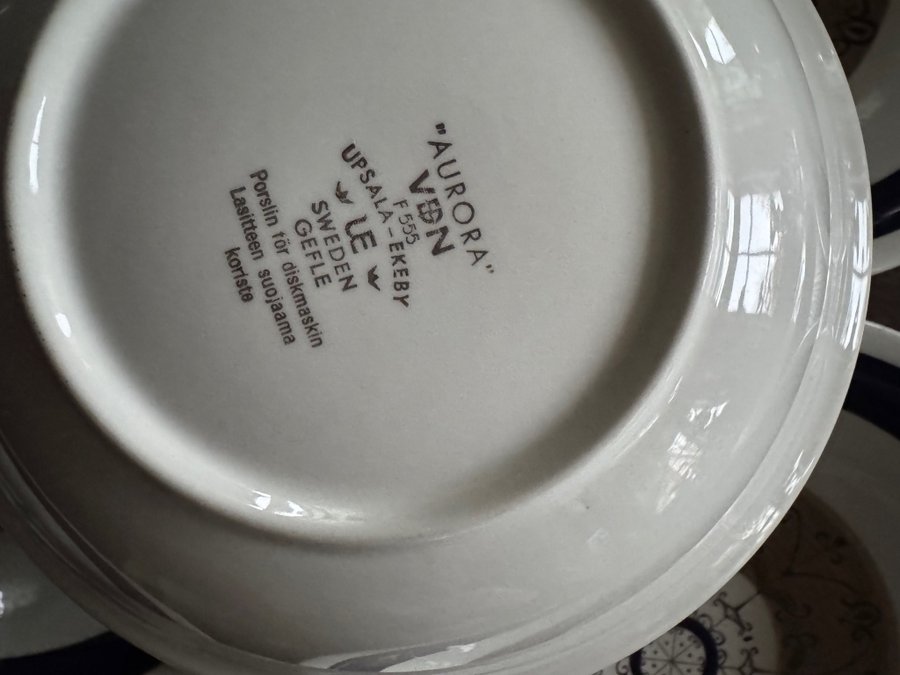 "AURORA"
VDN
F 555
UPSALA-EKEBY
UE
SWEDEN
GEFLE
Porslin för diskmaskin
Lasitteen suojaama
koriste